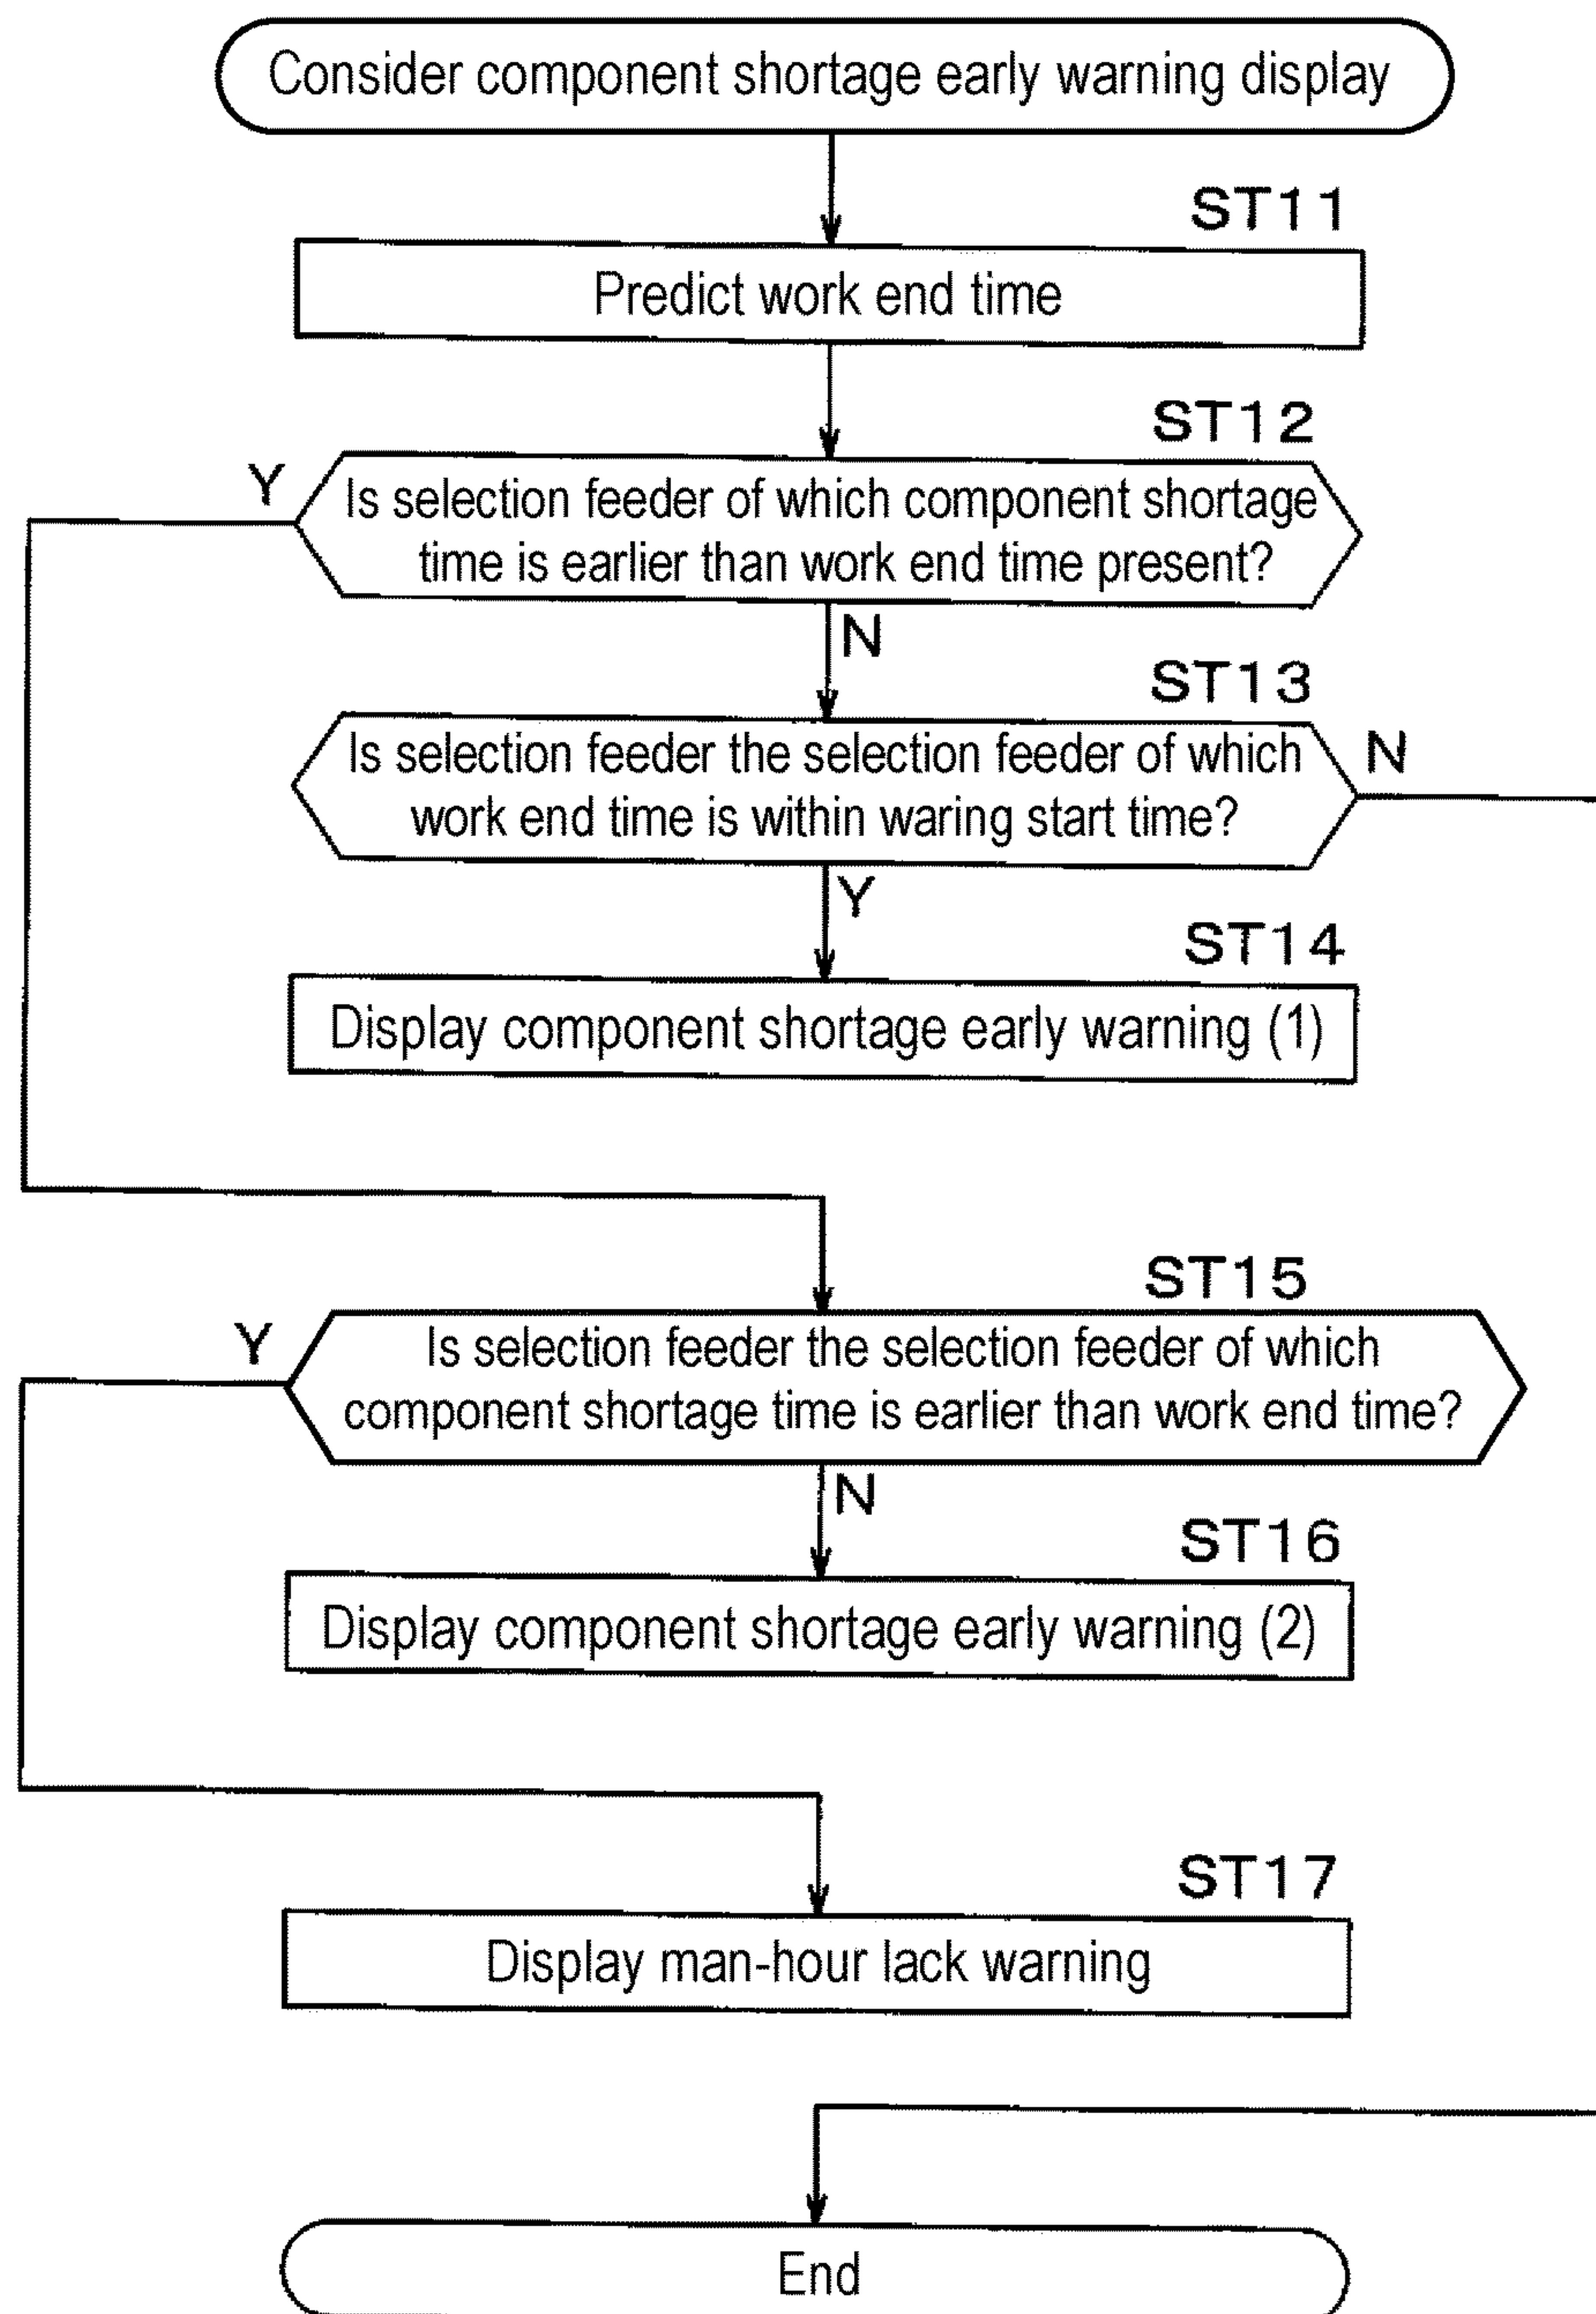 Consider component shortage early warning display
ST11
Predict work end time
ST12
Y
Is selection feeder of which component shortage
time is earlier than work end time present?
N
ST13
Is selection feeder the selection feeder of which
work end time is within waring start time?
N
Y
ST14
Display component shortage early warning (1)
ST15
Y
Is selection feeder the selection feeder of which
component shortage time is earlier than work end time?
N
ST16
Display component shortage early warning (2)
ST17
Display man-hour lack warning
End